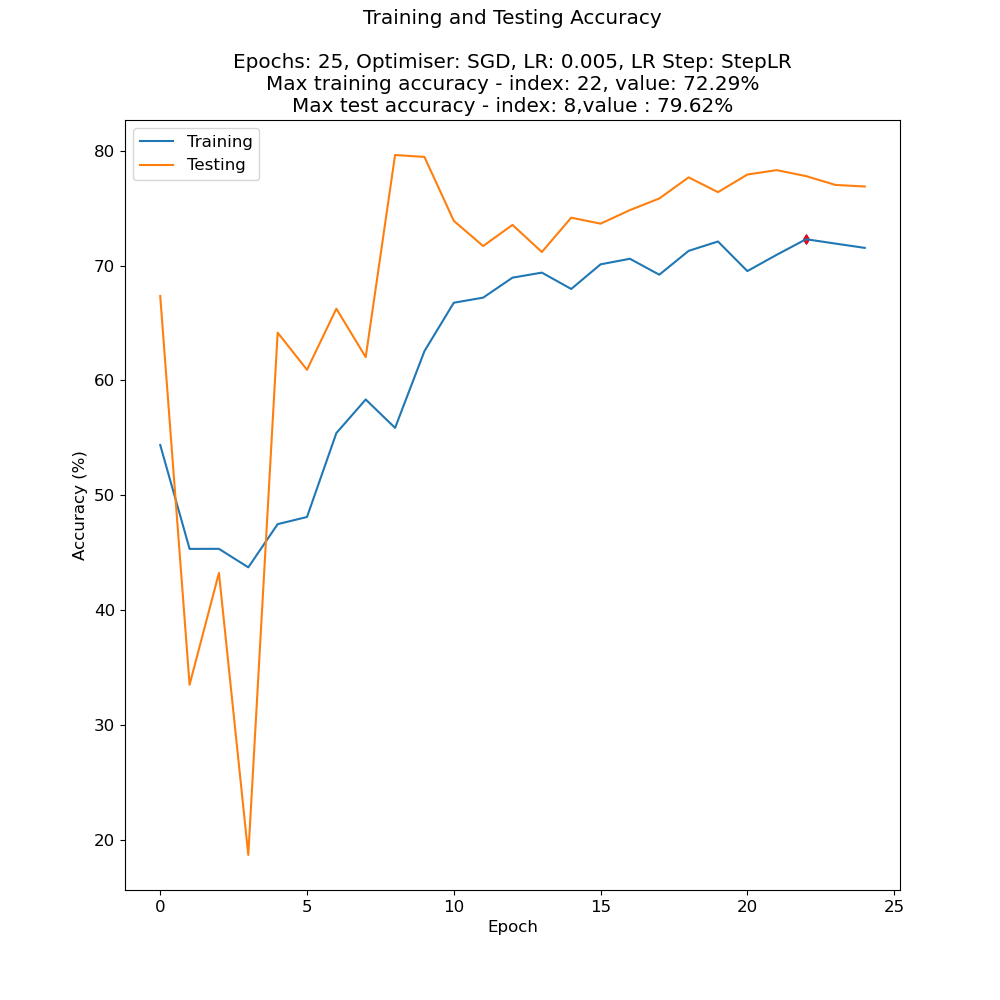 Training and Testing Accuracy
Epochs: 25, Optimiser: SGD, LR: 0.005, LR Step: StepLR
Max training accuracy - index: 22, value: 72.29%
Max test accuracy - index: 8,value : 79.62%
Training
Testing
80
70
60
50
40
30
20
Accuracy (%)
0 5 10 15 20 25
Epoch